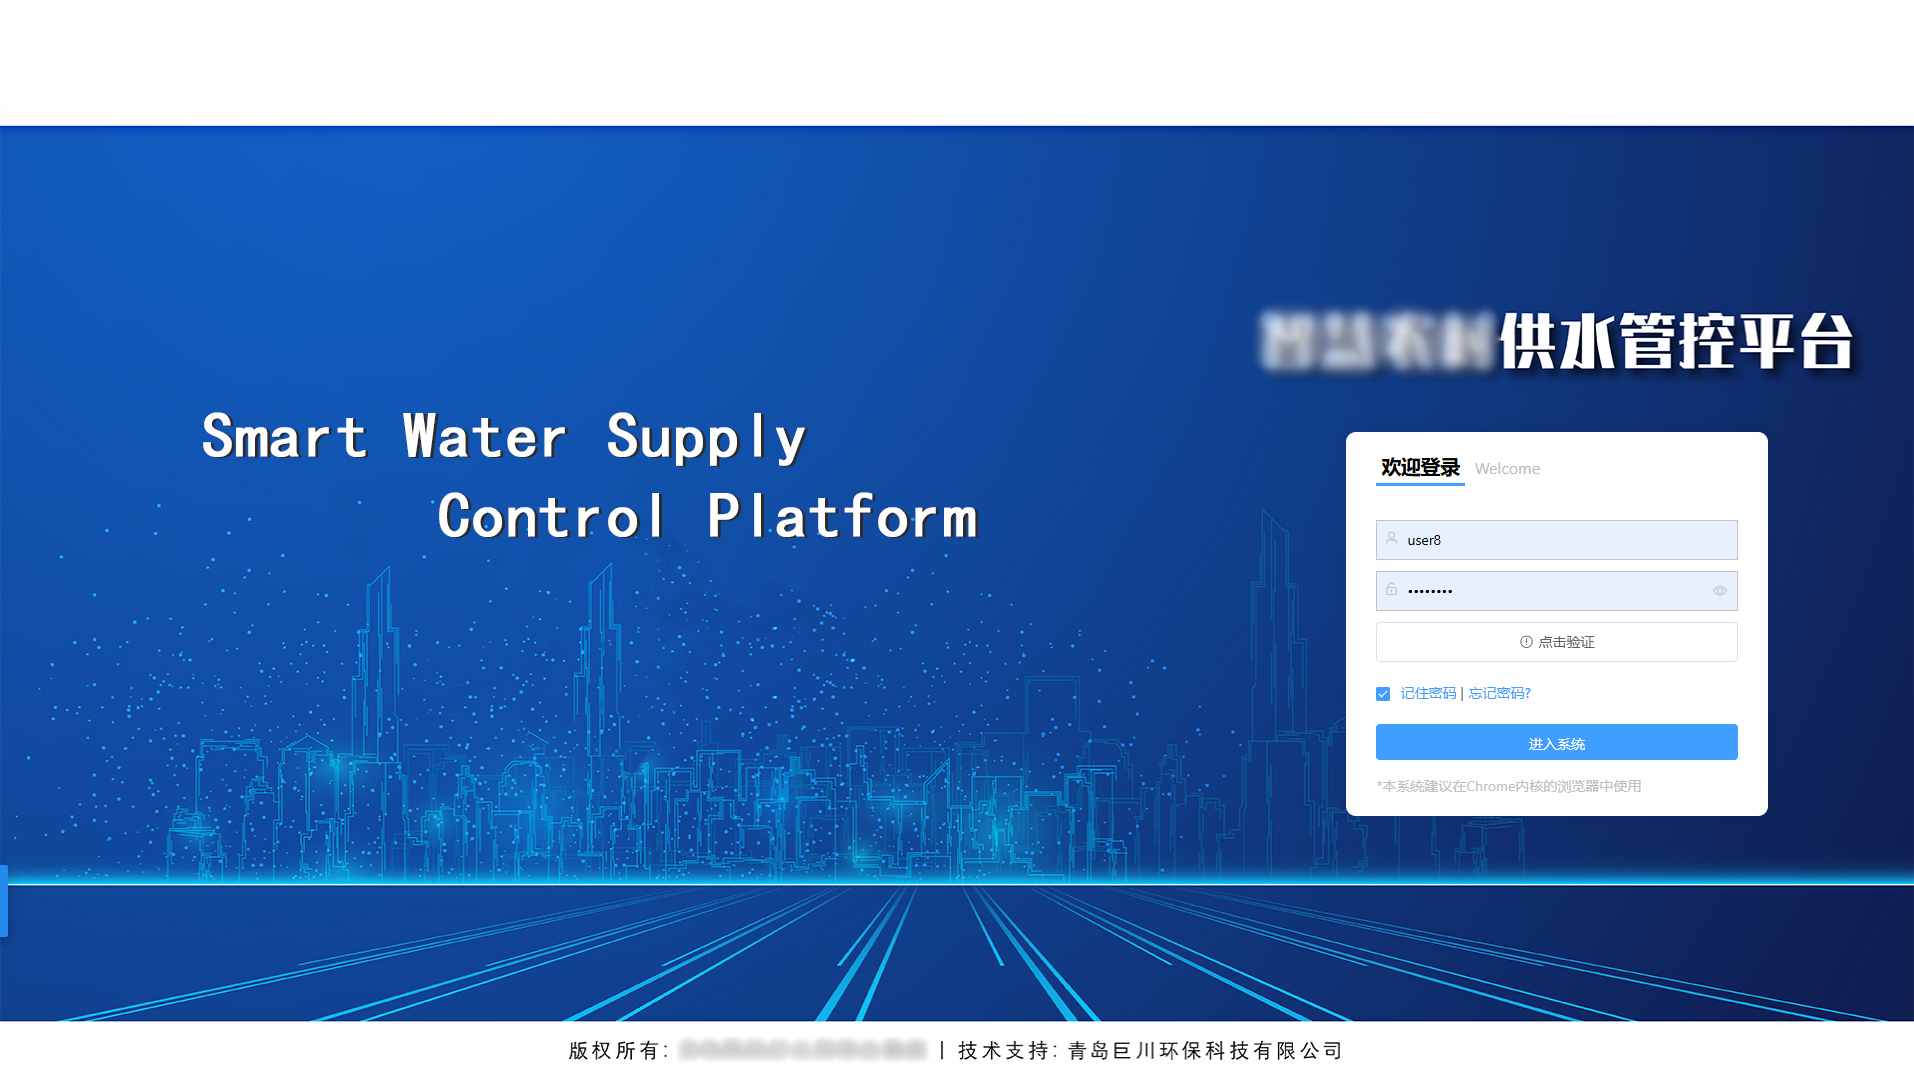 供水管控平台
Smart Water Supply
Control Platform
欢迎登录 Welcome
user8
••••••••
点击验证
记住密码 | 忘记密码?
进入系统
*本系统建议在Chrome内核的浏览器中使用
版权所有: | 技术支持: 青岛巨川环保科技有限公司